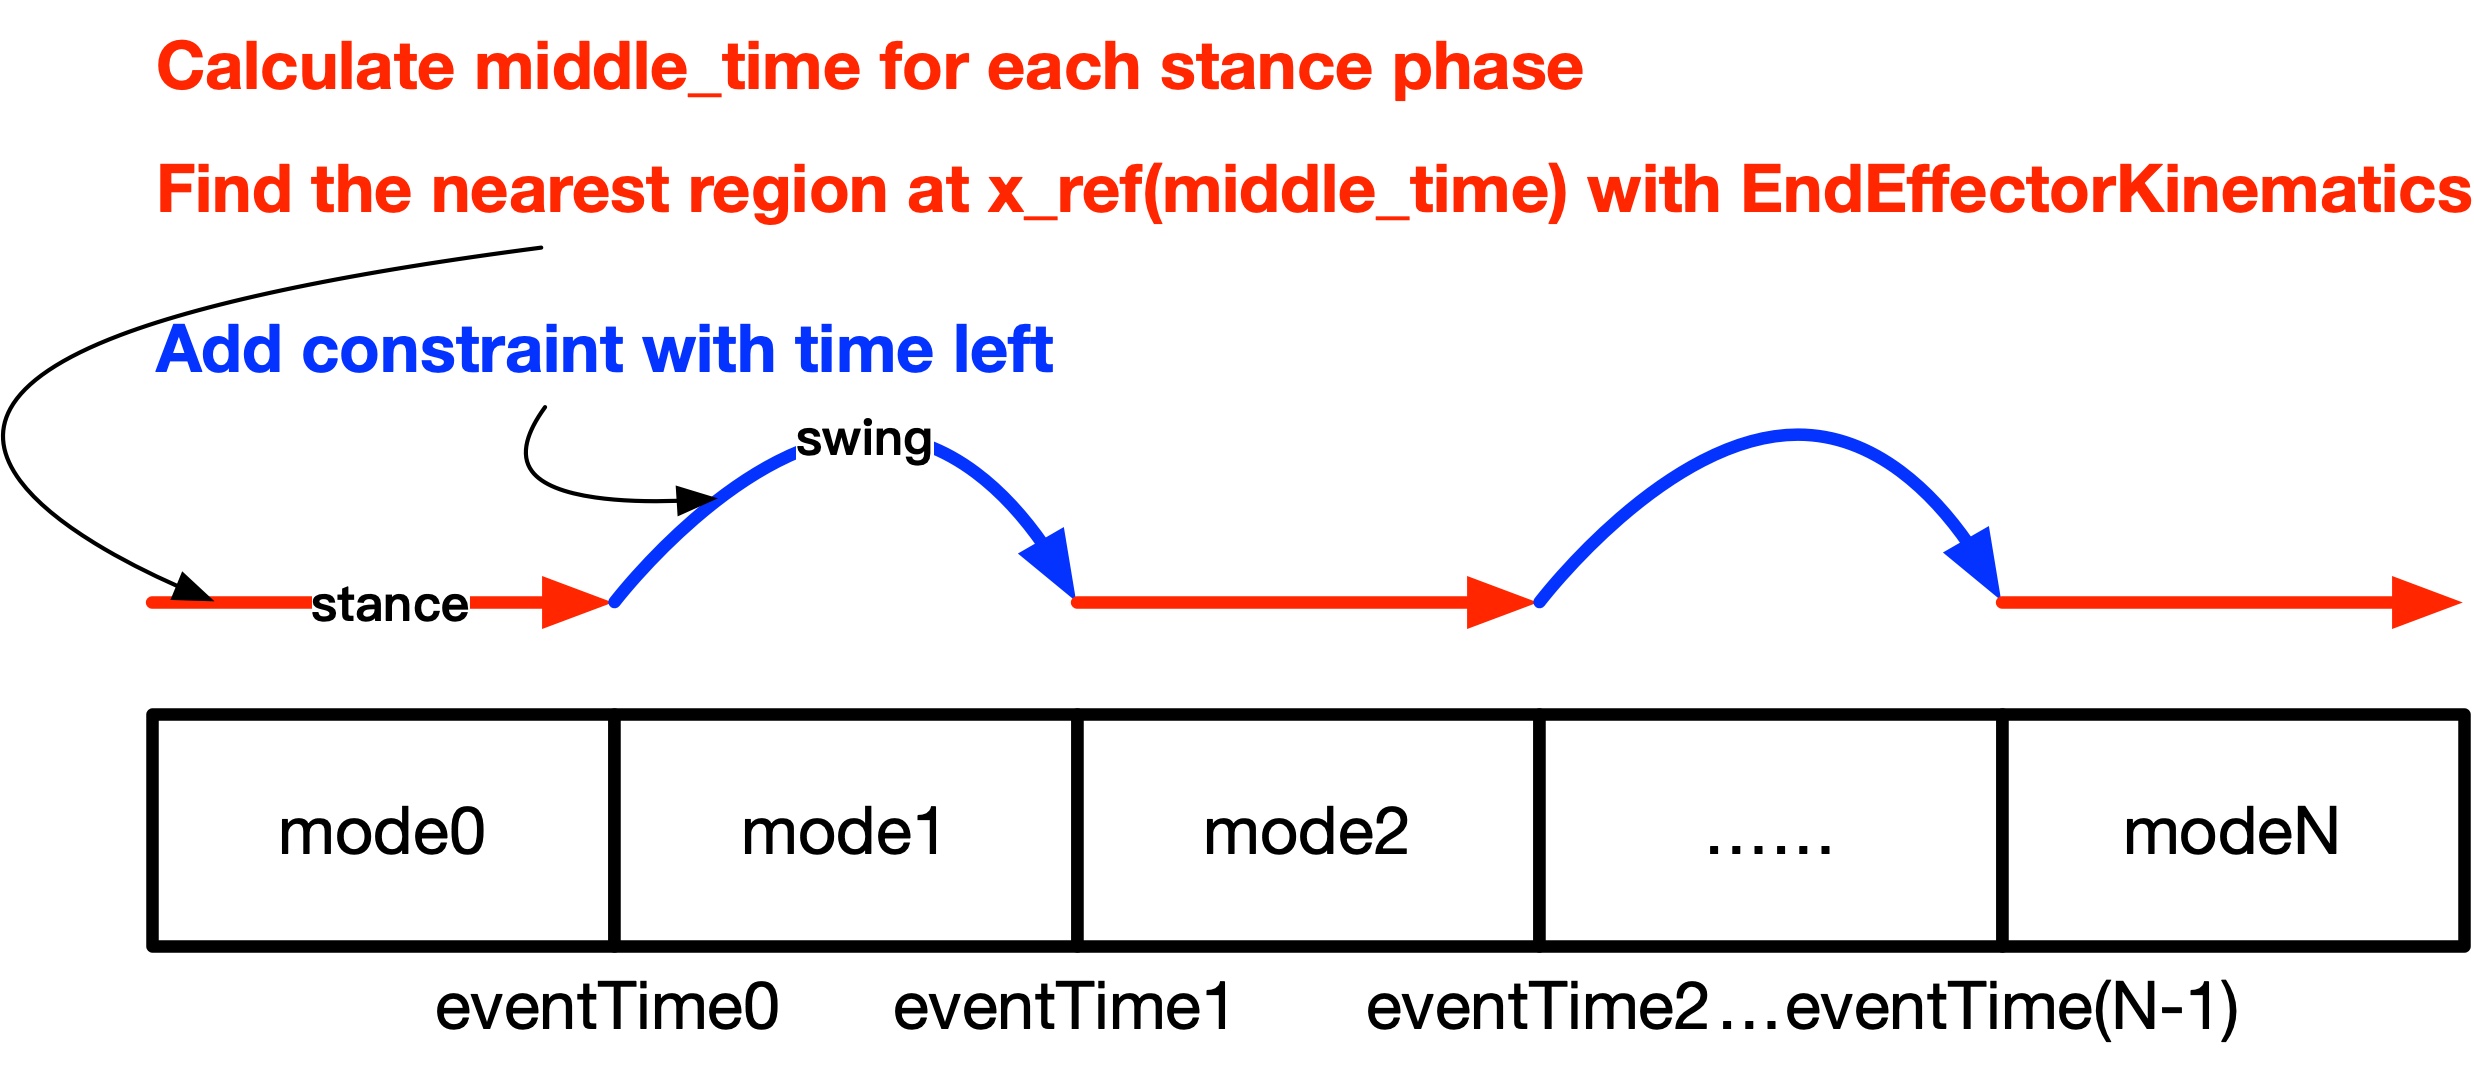 Calculate middle_time for each stance phase
Find the nearest region at x_ref(middle_time) with EndEffectorKinematics
Add constraint with time left
swing
stance
mode0 mode1 mode2 ...... modeN
eventTime0 eventTime1 eventTime2...eventTime(N-1)